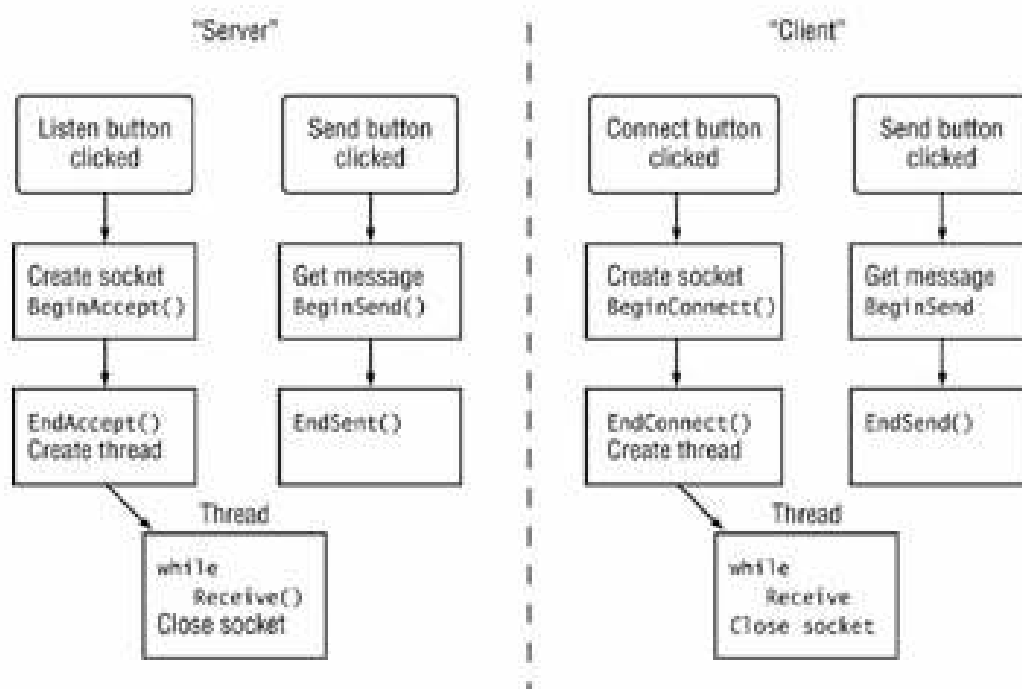 "Server"
"Client"
Listen button
clicked
Send button
clicked
Connect button
clicked
Send button
clicked
Create socket
BeginAccept()
Get message
BeginSend()
Create socket
BeginConnect()
Get message
BeginSend
EndAccept()
Create thread
EndSent()
EndConnect()
Create thread
EndSend()
Thread
while
Receive()
Close socket
Thread
while
Receive
Close socket